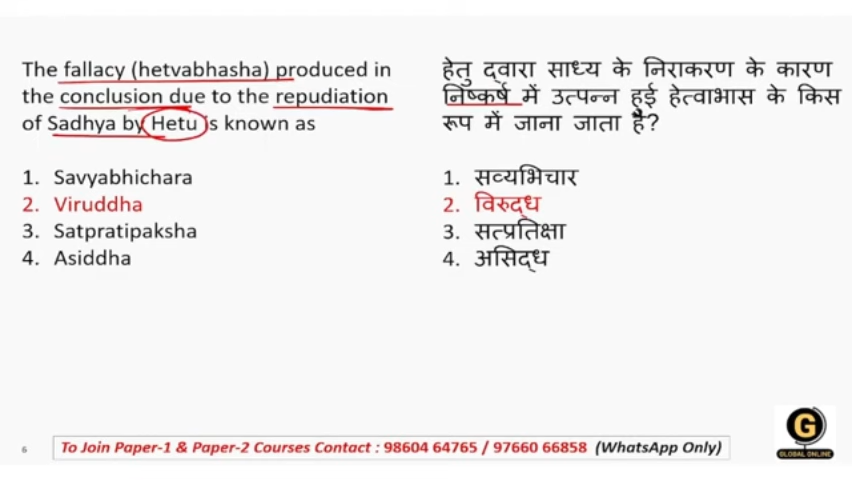 The fallacy (hetvabhasha) produced in
the conclusion due to the repudiation
of Sadhya by Hetu is known as
1. Savyabhichara
2. Viruddha
3. Satpratipaksha
4. Asiddha
हेतु द्वारा साध्य के निराकरण के कारण
निष्कर्ष में उत्पन्न हुई हेत्वाभास के किस
रूप में जाना जाता है?
1. सव्यभिचार
2. विरुद्ध
3. सत्प्रतिक्षा
4. असिद्ध
G
GLOBAL ONLINE
6
To Join Paper-1 & Paper-2 Courses Contact : 98604 64765 / 97660 66858 (WhatsApp Only)